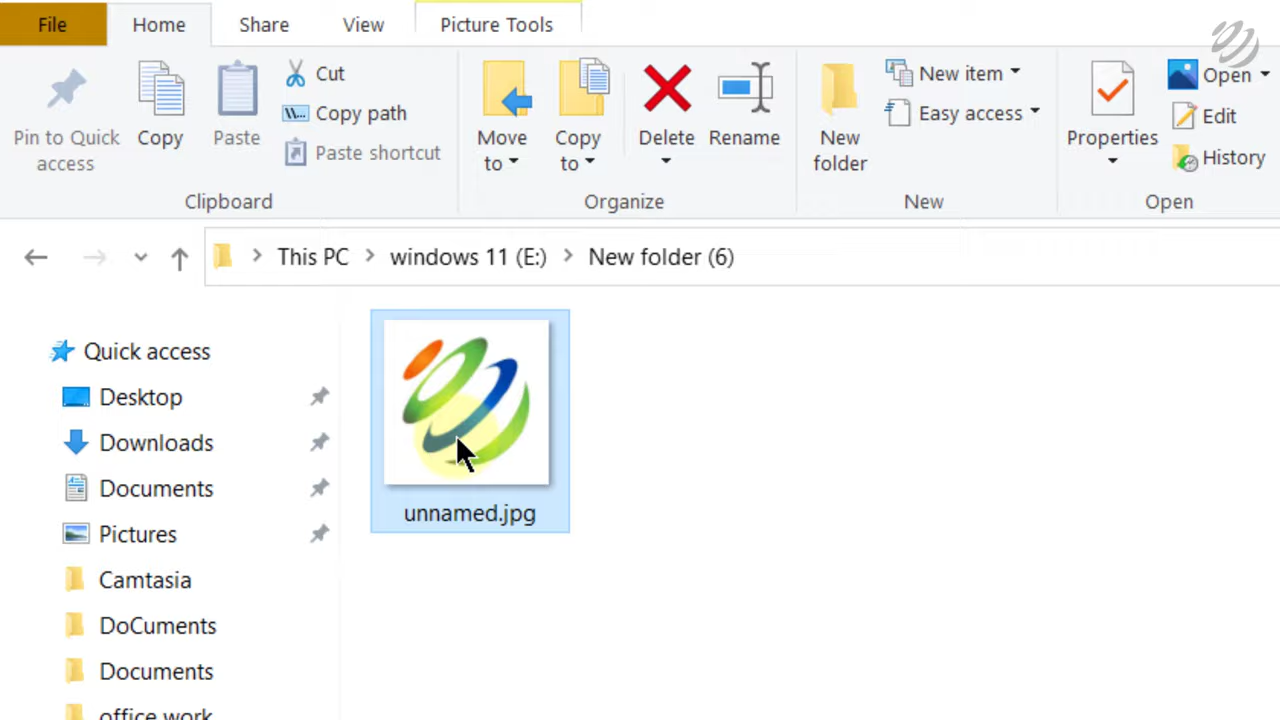 File Home Share View Picture Tools
Pin to Quick access
Copy
Paste
Cut
Copy path
Paste shortcut
Clipboard
Move to
Copy to
Delete
Rename
Organize
New folder
New item
Easy access
New
Properties
Open
Edit
History
Open
This PC > windows 11 (E:) > New folder (6)
Quick access
Desktop
Downloads
Documents
Pictures
Camtasia
DoCuments
Documents
office work
unnamed.jpg